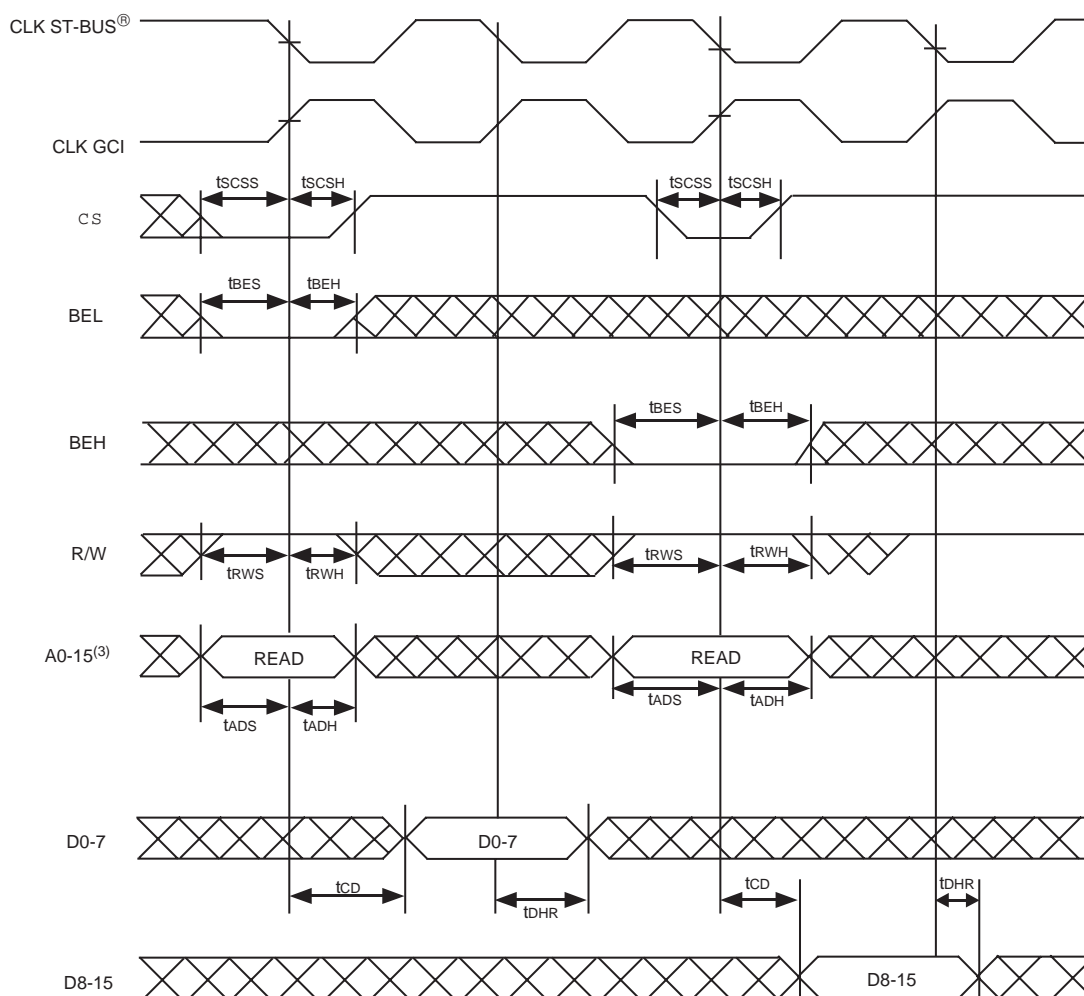 CLK ST-BUS®
CLK GCI
tSCSS tSCSH tSCSS tSCSH
CS
tBES tBEH
BEL
tBES tBEH
BEH
R/W
tRWS tRWH tRWS tRWH
A0-15(3) READ READ
tADS tADH tADS tADH
D0-7 D0-7
tCD tDHR tCD tDHR
D8-15 D8-15